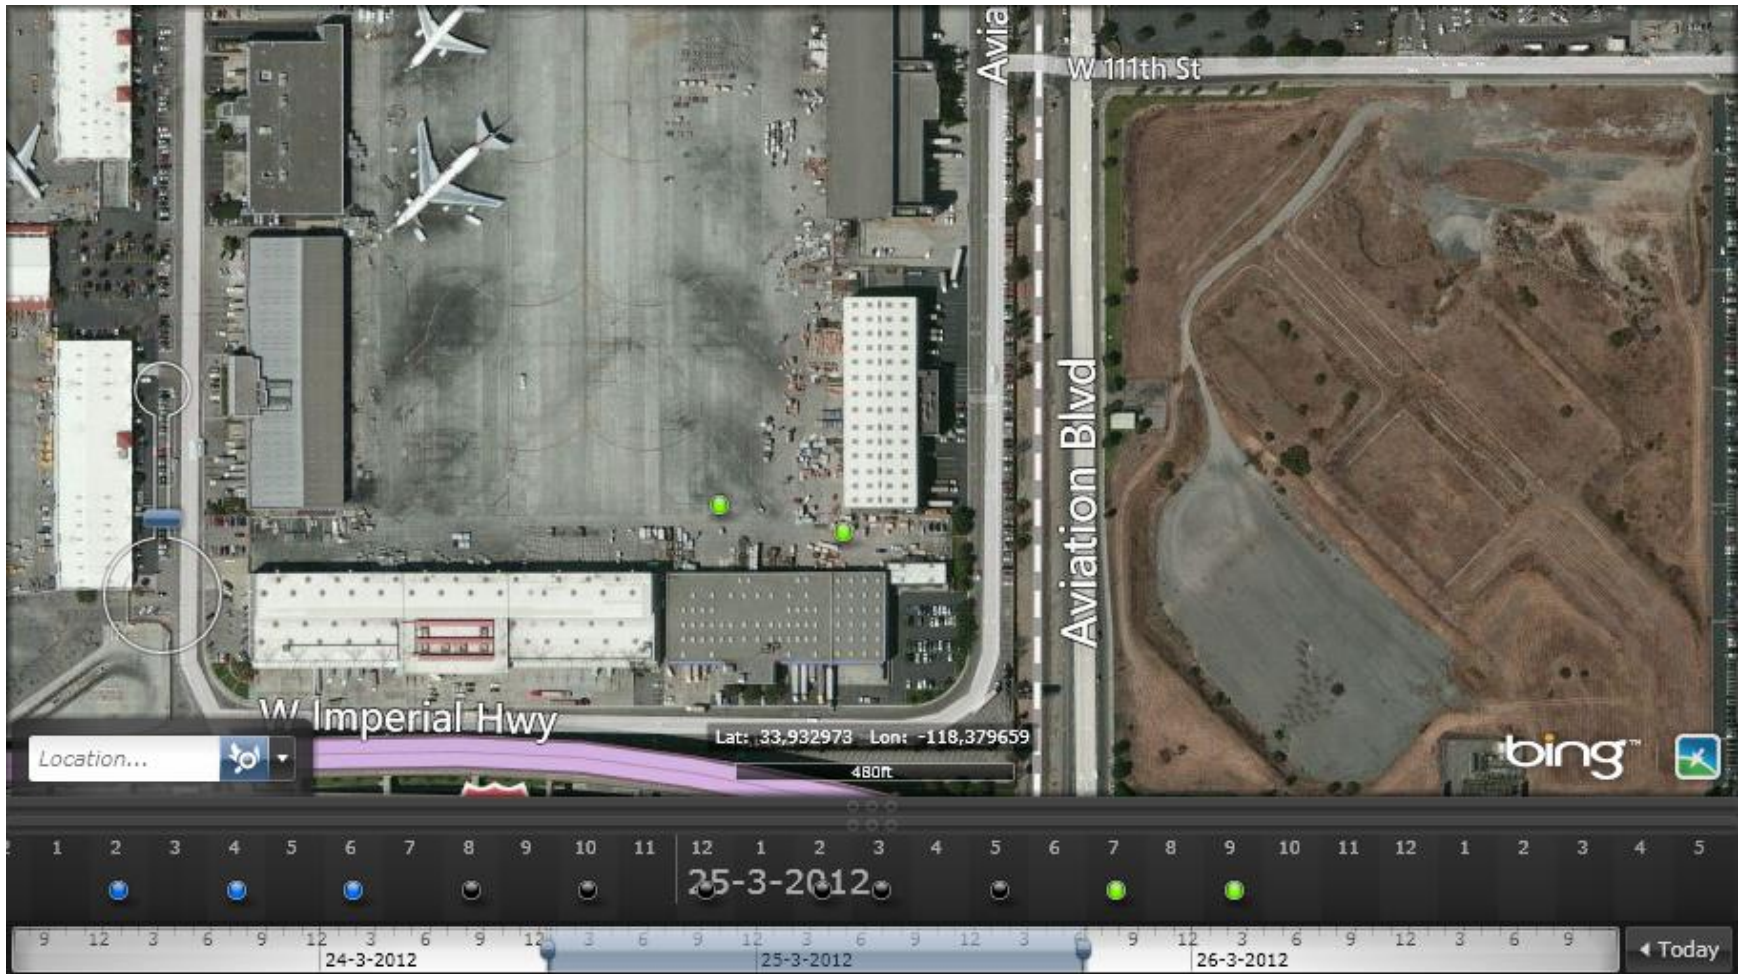 Avia
W 111th St
Aviation Blvd
W Imperial Hwy
Lat: 33,932973 Lon: -118,379659
480ft
Location...
bing™
1 2 3 4 5 6 7 8 9 10 11 12 1 2 3 4 5 6 7 8 9 10 11 12 1 2 3 4 5
25-3-2012
9 12 3 6 9 12 3 6 9 12 3 6 9 12 3 6 9 12 3 6 9 12 3 6 9 12 3 6 9
24-3-2012 25-3-2012 26-3-2012
Today